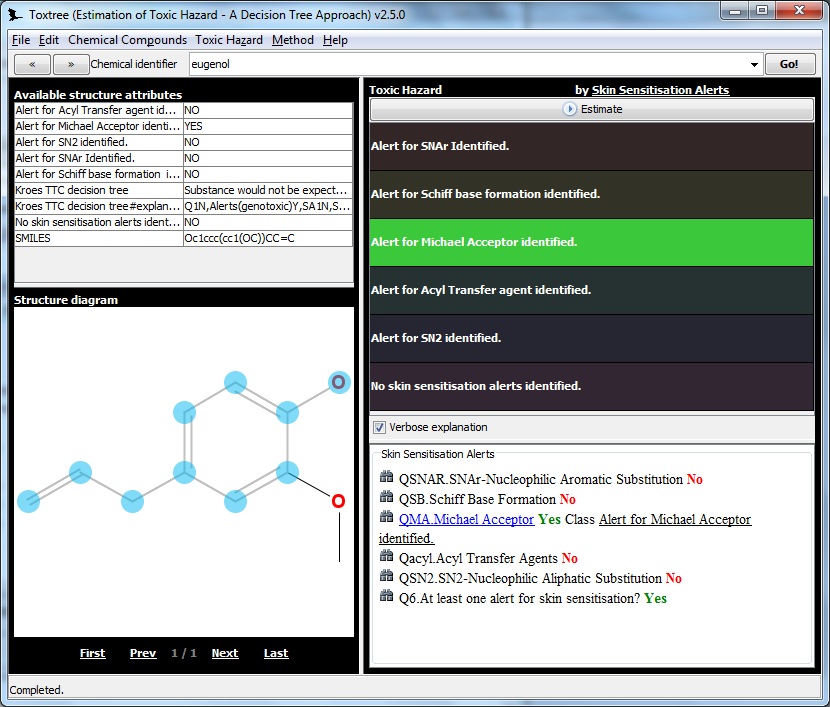 Toxtree (Estimation of Toxic Hazard - A Decision Tree Approach) v2.5.0
File Edit Chemical Compounds Toxic Hazard Method Help
« » Chemical identifier eugenol Go!
Available structure attributes
Alert for Acyl Transfer agent id... NO
Alert for Michael Acceptor identi... YES
Alert for SN2 identified. NO
Alert for SNAr Identified. NO
Alert for Schiff base formation i... NO
Kroes TTC decision tree Substance would not be expect...
Kroes TTC decision tree#explan... Q1N,Alerts(genotoxic)Y,SA1N,S...
No skin sensitisation alerts ident... NO
SMILES Oc1ccc(cc1(OC))CC=C
Structure diagram
O
O
First Prev 1 / 1 Next Last
Toxic Hazard by Skin Sensitisation Alerts
Estimate
Alert for SNAr Identified.
Alert for Schiff base formation identified.
Alert for Michael Acceptor identified.
Alert for Acyl Transfer agent identified.
Alert for SN2 identified.
No skin sensitisation alerts identified.
Verbose explanation
Skin Sensitisation Alerts
QSNAR.SNAr-Nucleophilic Aromatic Substitution No
QSB.Schiff Base Formation No
QMA.Michael Acceptor Yes Class Alert for Michael Acceptor
identified.
Qacyl.Acyl Transfer Agents No
QSN2.SN2-Nucleophilic Aliphatic Substitution No
Q6.At least one alert for skin sensitisation? Yes
Completed.